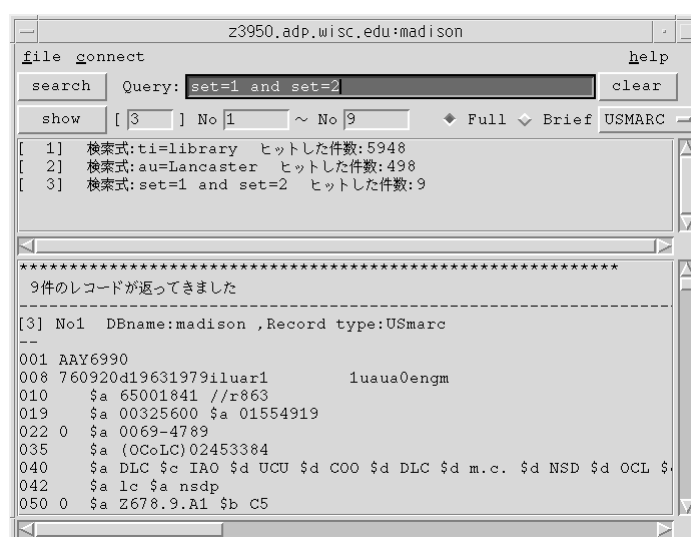 z3950.adp.wisc.edu:madison
file connect help
search Query: set=1 and set=2 clear
show [ 3 ] No 1 ~ No 9 Full Brief USMARC
[ 1] 検索式:ti=library ヒットした件数:5948
[ 2] 検索式:au=Lancaster ヒットした件数:498
[ 3] 検索式:set=1 and set=2 ヒットした件数:9
************************************************************
9件のレコードが返ってきました
------------------------------------------------------------------
[3] No1 DBname:madison ,Record type:USmarc
--
001 AAY6990
008 760920d19631979iluar1 1uaua0engm
010 $a 65001841 //r863
019 $a 00325600 $a 01554919
022 0 $a 0069-4789
035 $a (OCoLC)02453384
040 $a DLC $c IAO $d UCU $d COO $d DLC $d m.c. $d NSD $d OCL $
042 $a lc $a nsdp
050 0 $a Z678.9.A1 $b C5